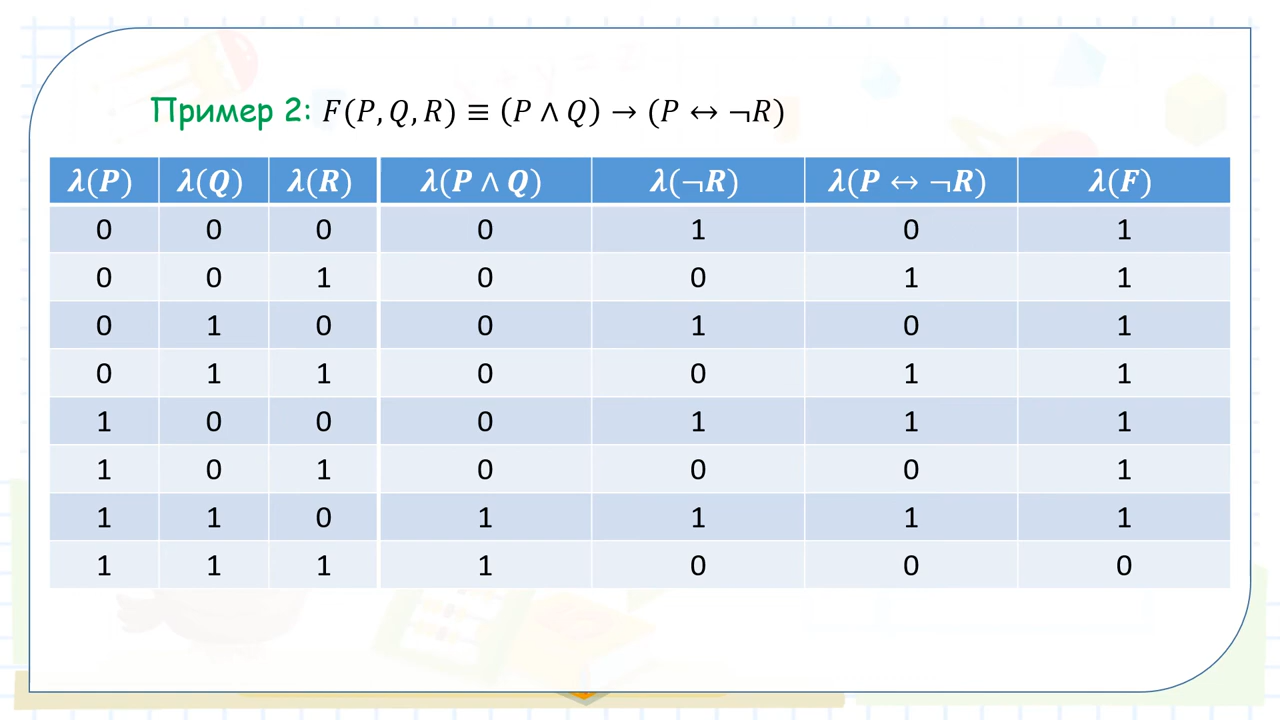 Пример 2: F(P, Q, R) ≡ (P ∧ Q) → (P ↔ ¬R)
λ(P) λ(Q) λ(R) λ(P ∧ Q) λ(¬R) λ(P ↔ ¬R) λ(F)
0 0 0 0 1 0 1
0 0 1 0 0 1 1
0 1 0 0 1 0 1
0 1 1 0 0 1 1
1 0 0 0 1 1 1
1 0 1 0 0 0 1
1 1 0 1 1 1 1
1 1 1 1 0 0 0